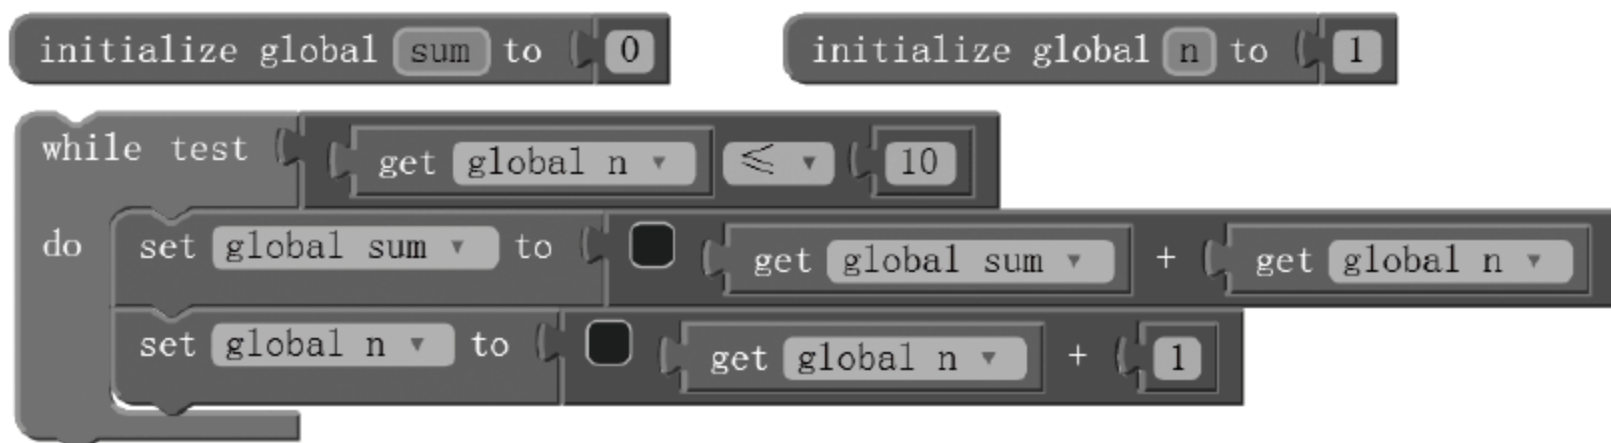 initialize global sum to 0
initialize global n to 1
while test get global n ▾ ≤ ▾ 10
do set global sum ▾ to get global sum ▾ + get global n ▾
set global n ▾ to get global n ▾ + 1